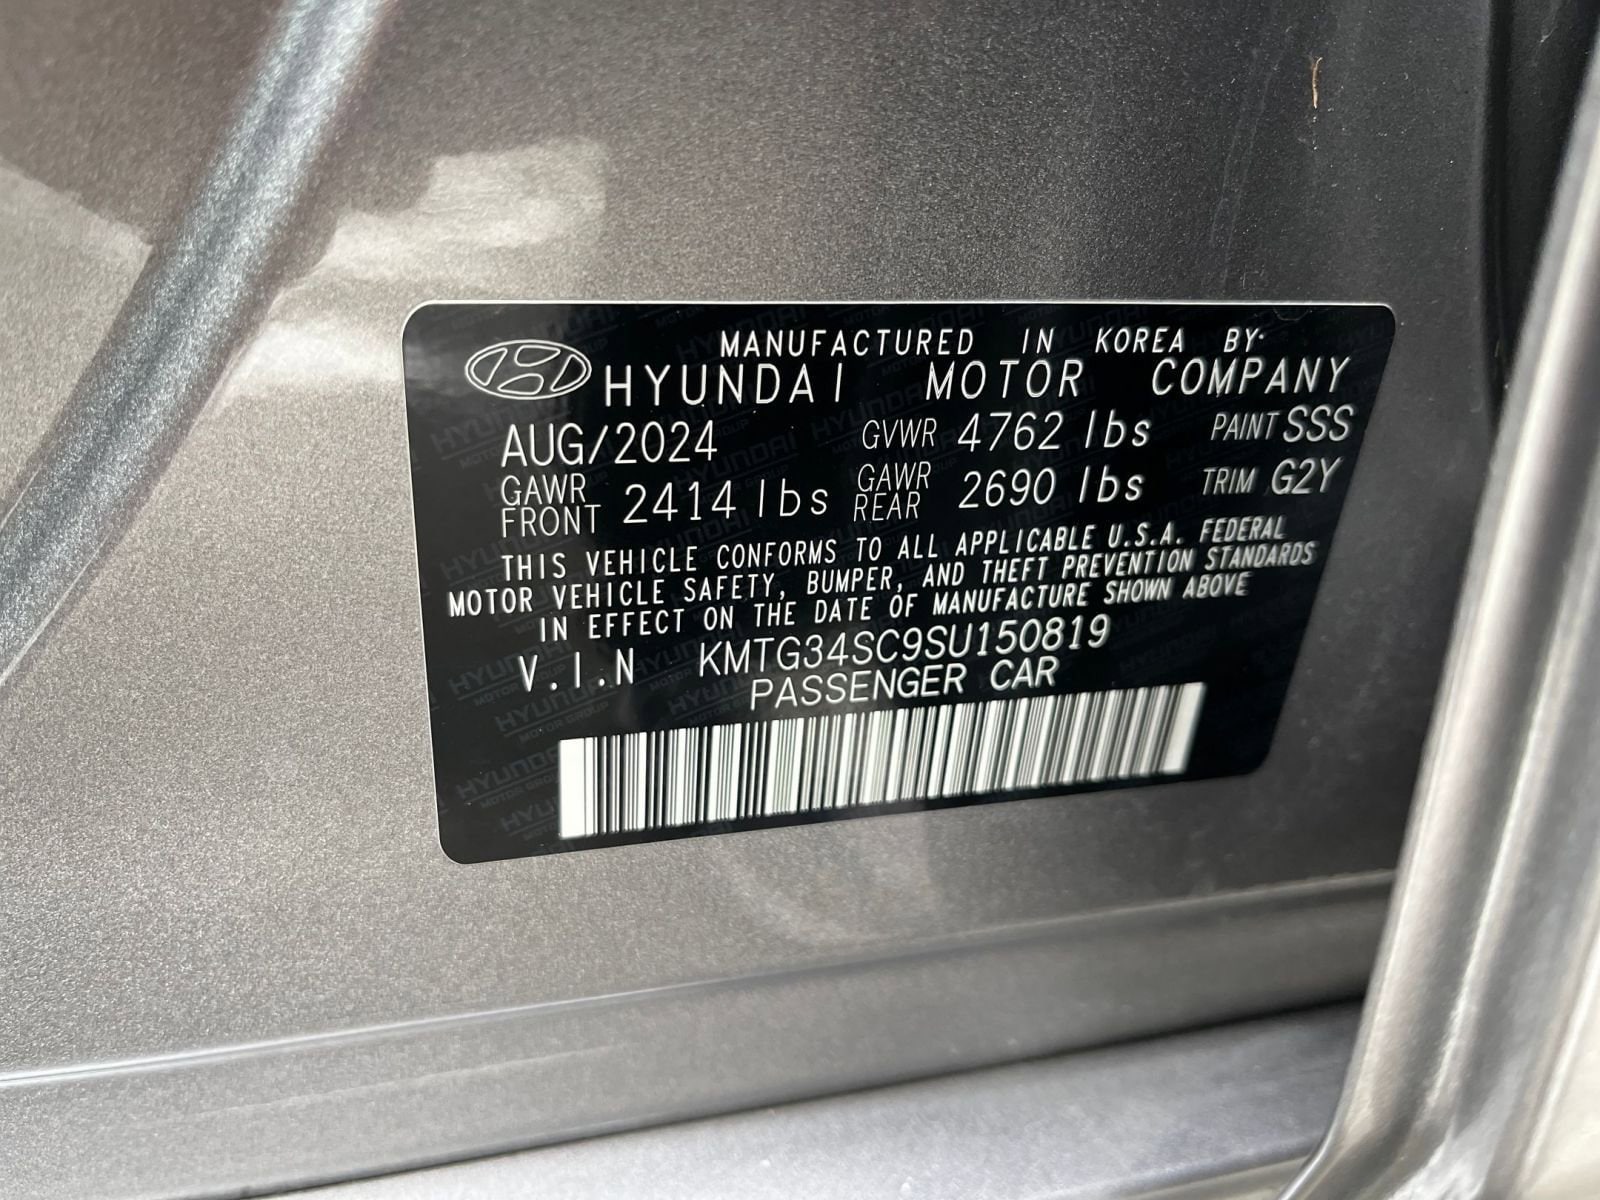 MANUFACTURED IN KOREA BY:
HYUNDAI MOTOR COMPANY
AUG/2024 GVWR 4762 lbs PAINT SSS
GAWR FRONT 2414 lbs GAWR REAR 2690 lbs TRIM G2Y
THIS VEHICLE CONFORMS TO ALL APPLICABLE U.S.A. FEDERAL
MOTOR VEHICLE SAFETY, BUMPER, AND THEFT PREVENTION STANDARDS
IN EFFECT ON THE DATE OF MANUFACTURE SHOWN ABOVE
V.I.N KMTG34SC9SU150819
PASSENGER CAR